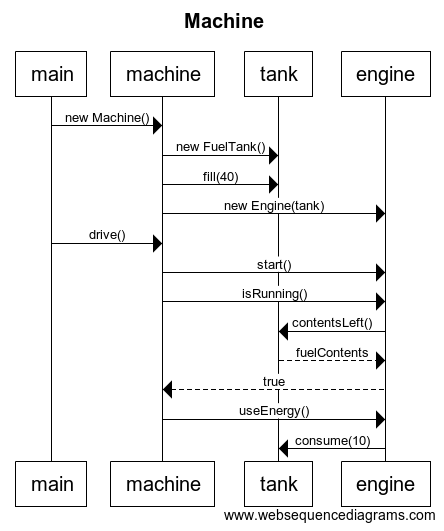 Machine
main machine tank engine
new Machine()
new FuelTank()
fill(40)
new Engine(tank)
drive()
start()
isRunning()
contentsLeft()
fuelContents
true
useEnergy()
consume(10)
main machine tank engine
www.websequencediagrams.com